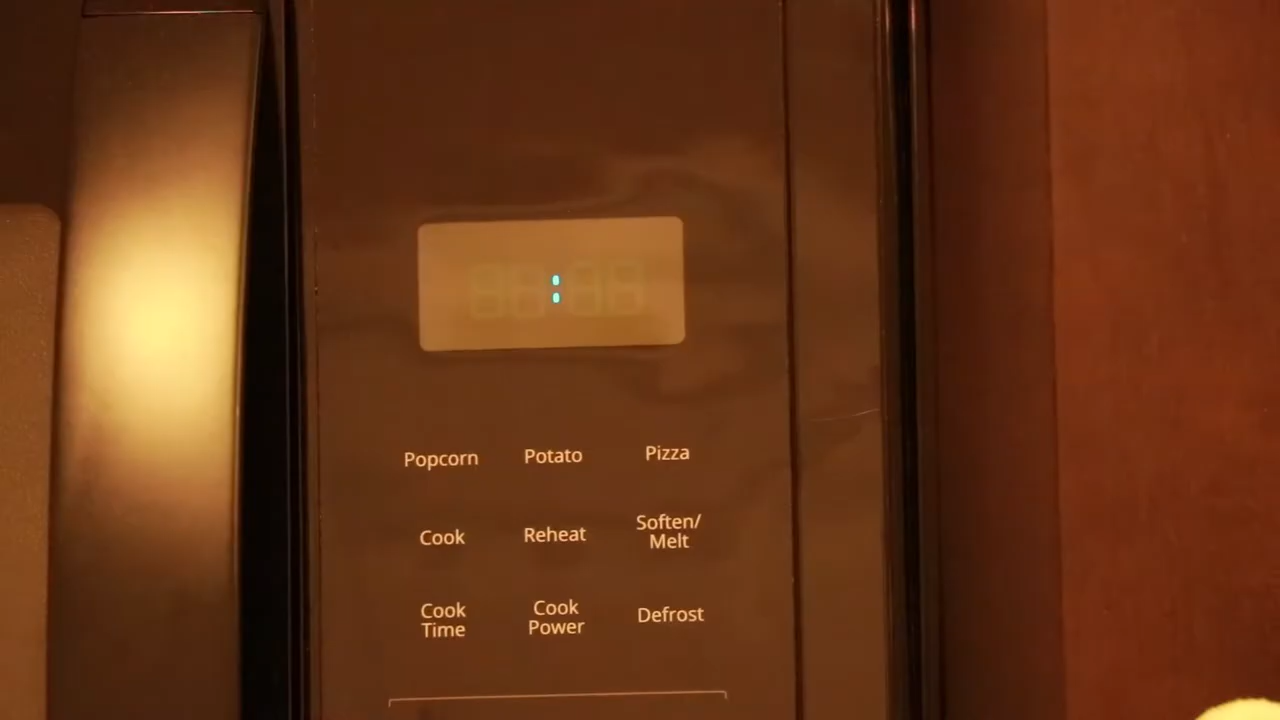 :
Popcorn Potato Pizza
Cook Reheat Soften/
Melt
Cook Cook Defrost
Time Power